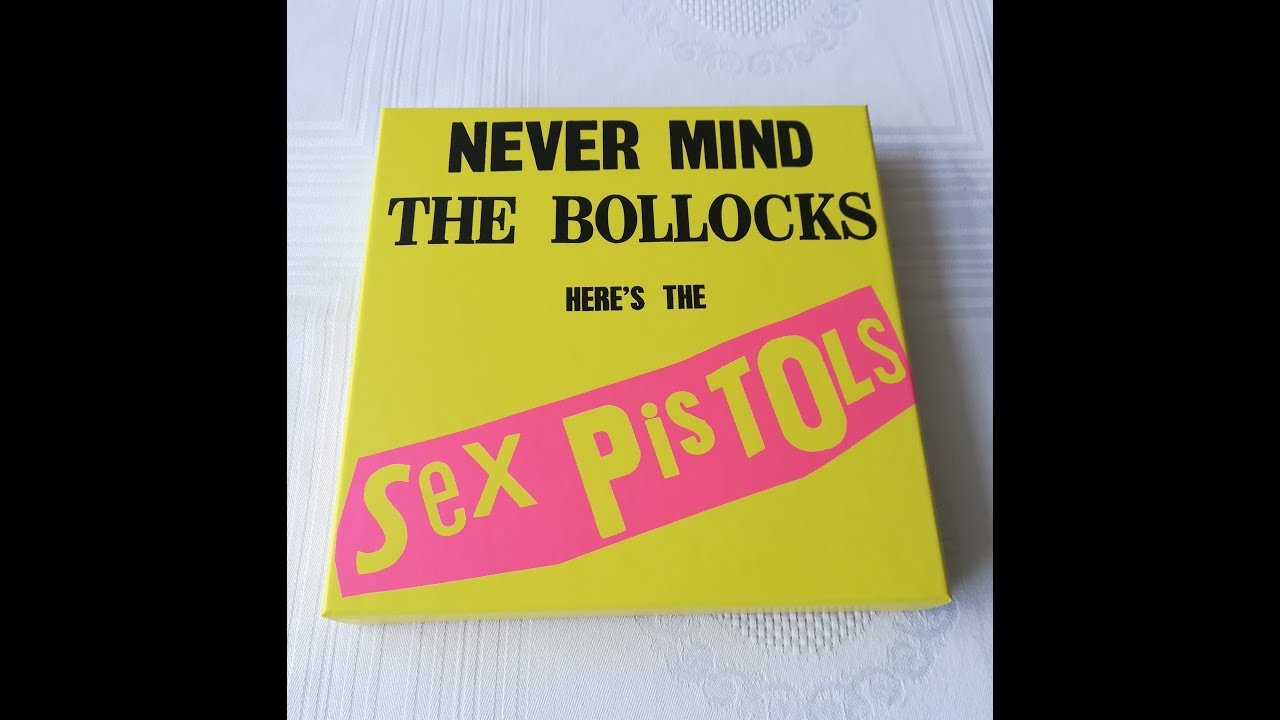 NEVER MIND
THE BOLLOCKS
HERE'S THE
Sex PisTOLS